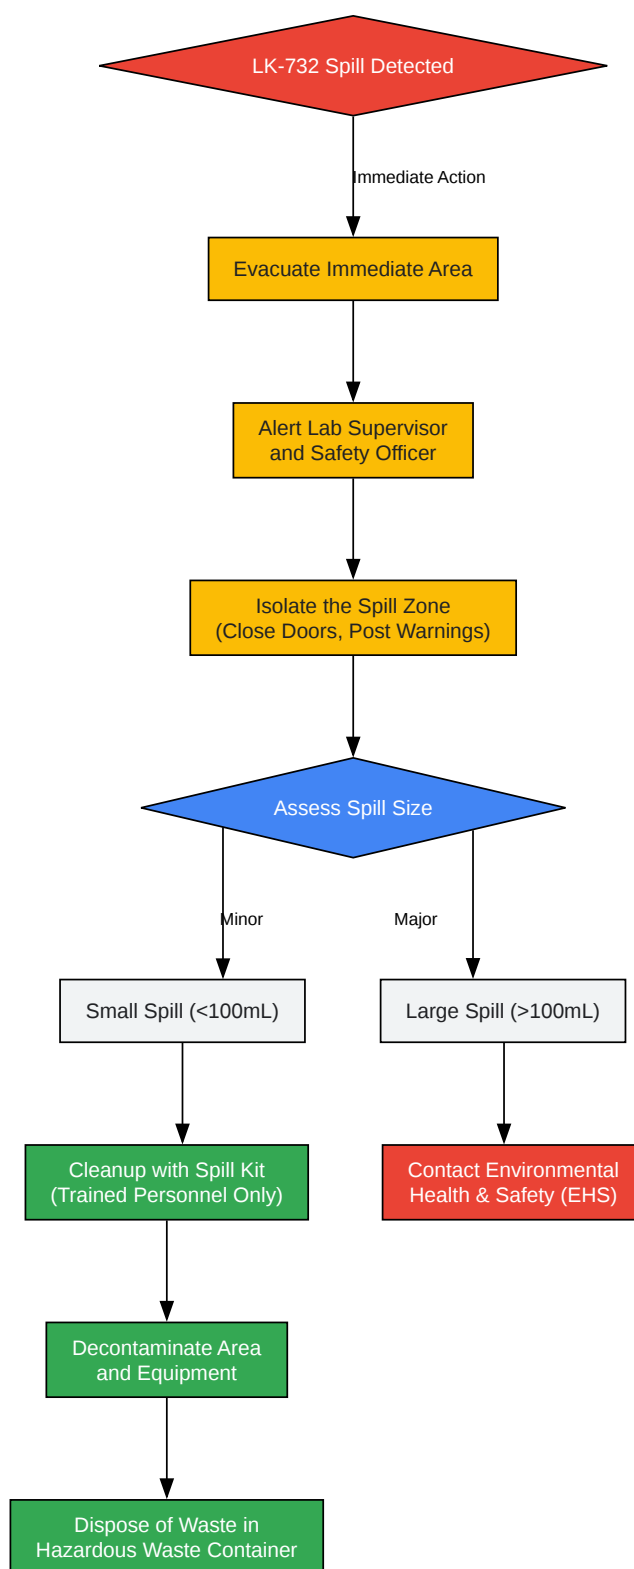 LK-732 Spill Detected
Immediate Action
Evacuate Immediate Area
Alert Lab Supervisor
and Safety Officer
Isolate the Spill Zone
(Close Doors, Post Warnings)
Assess Spill Size
Minor
Major
Small Spill (<100mL)
Large Spill (>100mL)
Cleanup with Spill Kit
(Trained Personnel Only)
Contact Environmental
Health & Safety (EHS)
Decontaminate Area
and Equipment
Dispose of Waste in
Hazardous Waste Container